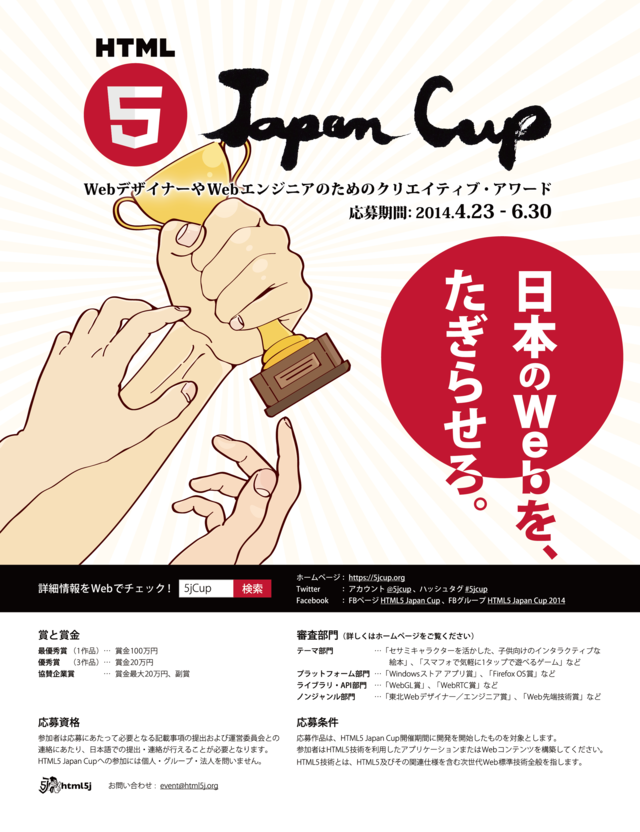 HTML
5 Japan Cup
WebデザイナーやWebエンジニアのためのクリエイティブ・アワード
応募期間: 2014.4.23 - 6.30
日本のWebを、
たぎらせろ。
詳細情報をWebでチェック！ 5jCup 検索
ホームページ： https://5jcup.org
Twitter ： アカウント @5jcup 、ハッシュタグ #5jcup
Facebook ： FBページ HTML5 Japan Cup 、FBグループ HTML5 Japan Cup 2014
賞と賞金
最優秀賞 （1作品）… 賞金100万円
優秀賞 （3作品）… 賞金20万円
協賛企業賞 … 賞金最大20万円、副賞
応募資格
参加者は応募にあたって必要となる記載事項の提出および運営委員会との
連絡にあたり、日本語での提出・連絡が行えることが必要となります。
HTML5 Japan Cupへの参加には個人・グループ・法人を問いません。
審査部門（詳しくはホームページをご覧ください）
テーマ部門 …「セサミキャラクターを活かした、子供向けのインタラクティブな
絵本」、「スマフォで気軽に1タップで遊べるゲーム」など
プラットフォーム部門 …「Windowsストア アプリ賞」、「Firefox OS賞」など
ライブラリ・API部門 …「WebGL賞」、「WebRTC賞」など
ノンジャンル部門 …「東北Webデザイナー／エンジニア賞」、「Web先端技術賞」など
応募条件
応募作品は、HTML5 Japan Cup開催期間に開発を開始したものを対象とします。
参加者はHTML5技術を利用したアプリケーションまたはWebコンテンツを構築してください。
HTML5技術とは、HTML5及びその関連仕様を含む次世代Web標準技術全般を指します。
html5j お問い合わせ： event@html5j.org